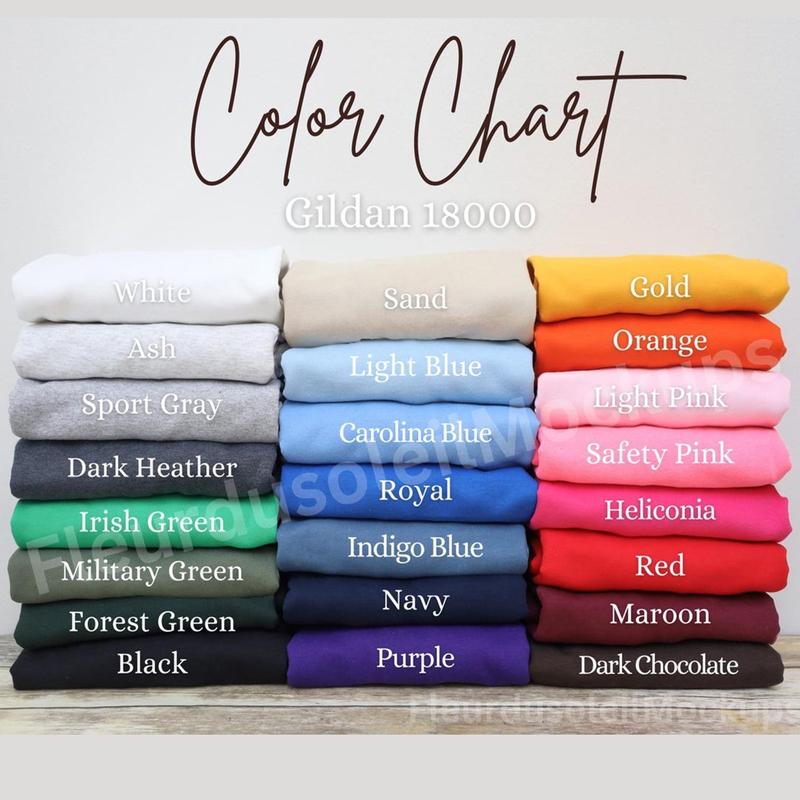 Color Chart
Gildan 18000
White
Ash
Sport Gray
Dark Heather
Irish Green
Military Green
Forest Green
Black
Sand
Light Blue
Carolina Blue
Royal
Indigo Blue
Navy
Purple
Gold
Orange
Light Pink
Safety Pink
Heliconia
Red
Maroon
Dark Chocolate
FleurdusoleilMockups
FleurdusoleilMockups